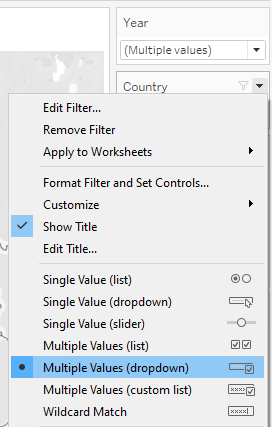 Year
(Multiple values)
Country
Edit Filter...
Remove Filter
Apply to Worksheets
Format Filter and Set Controls...
Customize
Show Title
Edit Title...
Single Value (list)
Single Value (dropdown)
Single Value (slider)
Multiple Values (list)
Multiple Values (dropdown)
Multiple Values (custom list)
Wildcard Match